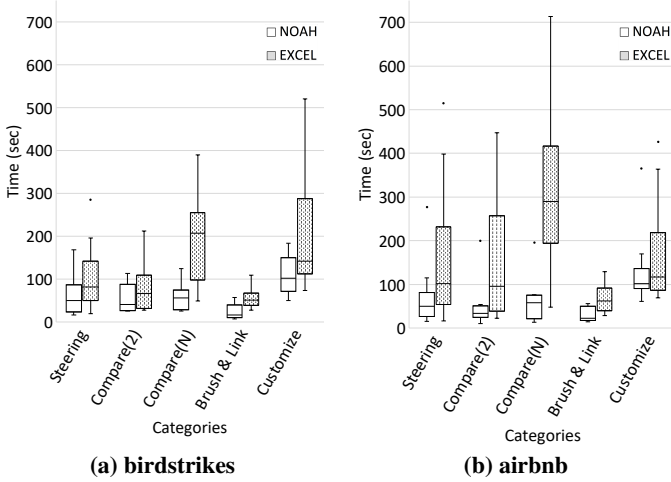 700
600
500
400
300
200
100
0
Time (sec)
NOAH
EXCEL
Steering
Compare(2)
Compare(N)
Brush & Link
Customize
Categories
(a) birdstrikes
700
600
500
400
300
200
100
0
Time (sec)
NOAH
EXCEL
Steering
Compare(2)
Compare(N)
Brush & Link
Customize
Categories
(b) airbnb